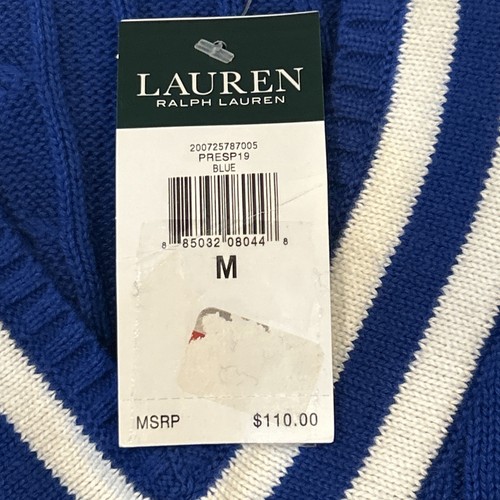 LAUREN
RALPH LAUREN
200725787005
PRESP19
BLUE
8 85032 08044 8
M
MSRP $110.00